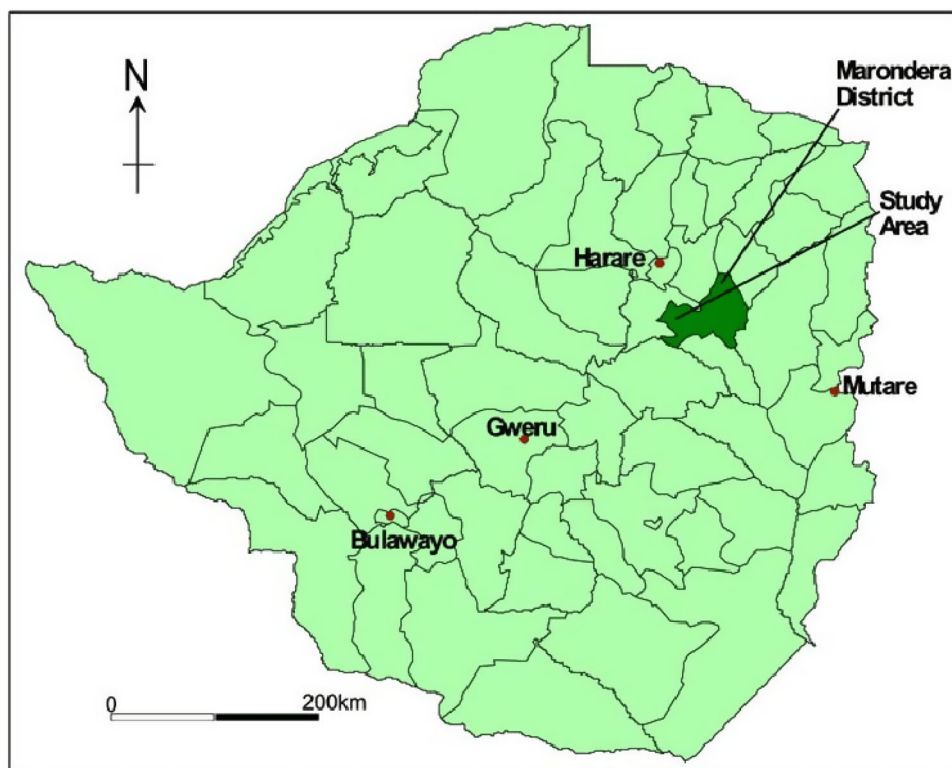 N
Marondera
District
Study
Area
Harare
Mutare
Gweru
Bulawayo
0 200km